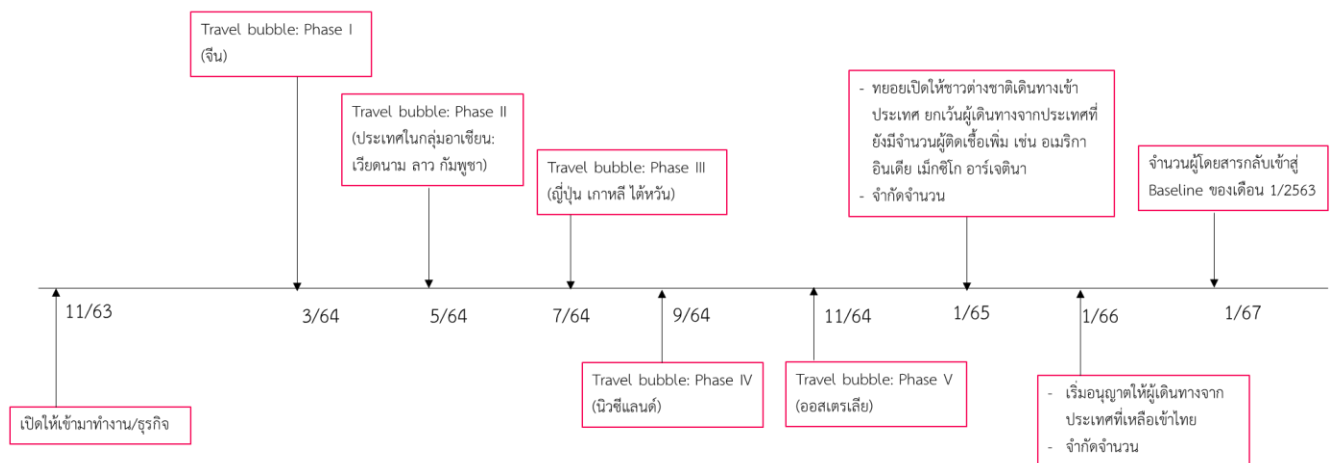 Travel bubble: Phase I
(จีน)
Travel bubble: Phase II
(ประเทศในกลุ่มอาเซียน:
เวียดนาม ลาว กัมพูชา)
Travel bubble: Phase III
(ญี่ปุ่น เกาหลี ไต้หวัน)
- ทยอยเปิดให้ชาวต่างชาติเดินทางเข้า
ประเทศ ยกเว้นผู้เดินทางจากประเทศที่
ยังมีจำนวนผู้ติดเชื้อเพิ่ม เช่น อเมริกา
อินเดีย เม็กซิโก อาร์เจตินา
- จำกัดจำนวน
จำนวนผู้โดยสารกลับเข้าสู่
Baseline ของเดือน 1/2563
11/63
3/64
5/64
7/64
9/64
11/64
1/65
1/66
1/67
เปิดให้เข้ามาทำงาน/ธุรกิจ
Travel bubble: Phase IV
(นิวซีแลนด์)
Travel bubble: Phase V
(ออสเตรเลีย)
- เริ่มอนุญาตให้ผู้เดินทางจาก
ประเทศที่เหลือเข้าไทย
- จำกัดจำนวน